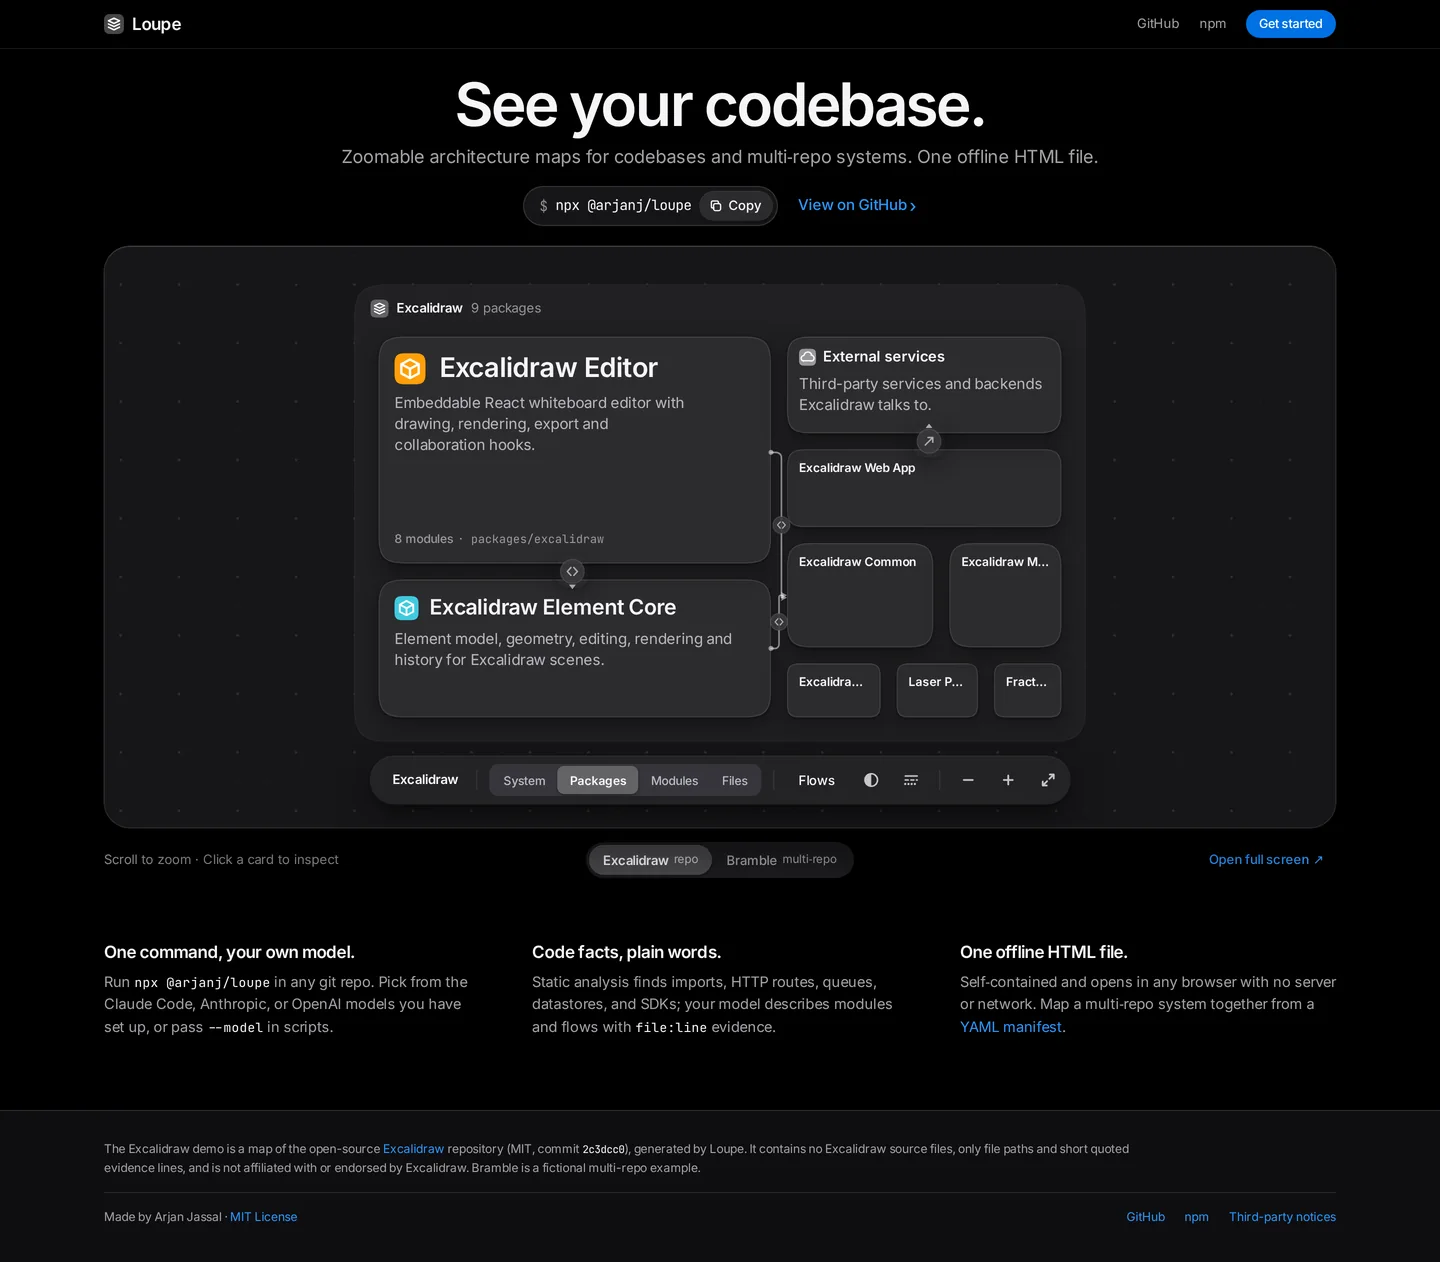 Loupe
GitHub npm Get started
See your codebase.
Zoomable architecture maps for codebases and multi-repo systems. One offline HTML file.
$ npx @arjanj/loupe Copy View on GitHub ›
Excalidraw 9 packages
Excalidraw Editor
Embeddable React whiteboard editor with
drawing, rendering, export and
collaboration hooks.
8 modules · packages/excalidraw
Excalidraw Element Core
Element model, geometry, editing, rendering and
history for Excalidraw scenes.
External services
Third-party services and backends
Excalidraw talks to.
Excalidraw Web App
Excalidraw Common
Excalidraw M...
Excalidra...
Laser P...
Fract...
Excalidraw System Packages Modules Files Flows
Scroll to zoom · Click a card to inspect
Excalidraw repo Bramble multi-repo
Open full screen ↗
One command, your own model.
Run npx @arjanj/loupe in any git repo. Pick from the
Claude Code, Anthropic, or OpenAI models you have
set up, or pass --model in scripts.
Code facts, plain words.
Static analysis finds imports, HTTP routes, queues,
datastores, and SDKs; your model describes modules
and flows with file:line evidence.
One offline HTML file.
Self-contained and opens in any browser with no server
or network. Map a multi-repo system together from a
YAML manifest.
The Excalidraw demo is a map of the open-source Excalidraw repository (MIT, commit 2c3dcc0), generated by Loupe. It contains no Excalidraw source files, only file paths and short quoted
evidence lines, and is not affiliated with or endorsed by Excalidraw. Bramble is a fictional multi-repo example.
Made by Arjan Jassal · MIT License
GitHub npm Third-party notices